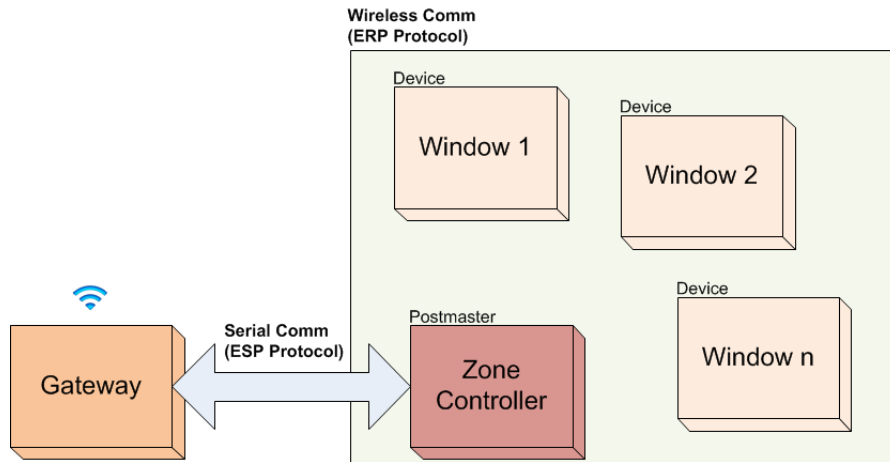 Wireless Comm
(ERP Protocol)
Device
Window 1
Device
Window 2
Device
Window n
Postmaster
Zone
Controller
Serial Comm
(ESP Protocol)
Gateway